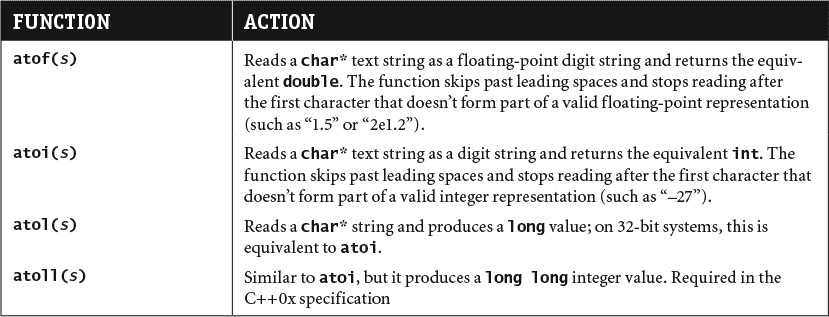 FUNCTION ACTION
atof(s) Reads a char* text string as a floating-point digit string and returns the equiv-
alent double. The function skips past leading spaces and stops reading after
the first character that doesn't form part of a valid floating-point representation
(such as “1.5” or “2e1.2”).
atoi(s) Reads a char* text string as a digit string and returns the equivalent int. The
function skips past leading spaces and stops reading after the first character that
doesn't form part of a valid integer representation (such as “–27”).
atol(s) Reads a char* string and produces a long value; on 32-bit systems, this is
equivalent to atoi.
atoll(s) Similar to atoi, but it produces a long long integer value. Required in the
C++0x specification